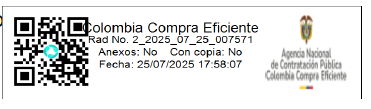 Colombia Compra Eficiente
Rad No. 2_2025_07_25_007571
Anexos: No Con copia: No
Fecha: 25/07/2025 17:58:07
Agencia Nacional
de Contratación Pública
Colombia Compra Eficiente